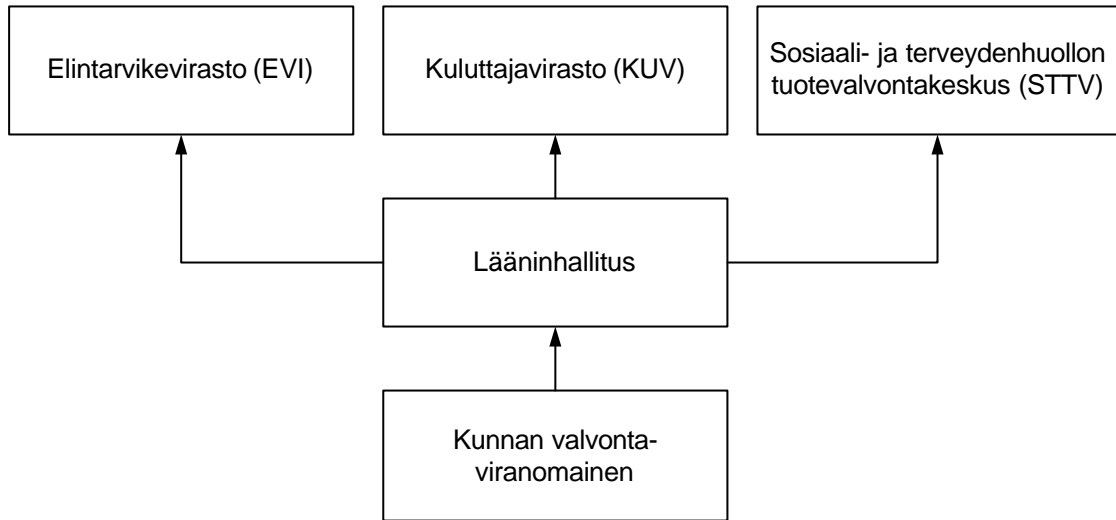 Elintarvikevirasto (EVI)
Kuluttajavirasto (KUV)
Sosiaali- ja terveydenhuollon
tuotevalvontakeskus (STTV)
Lääninhallitus
Kunnan valvonta-
viranomainen